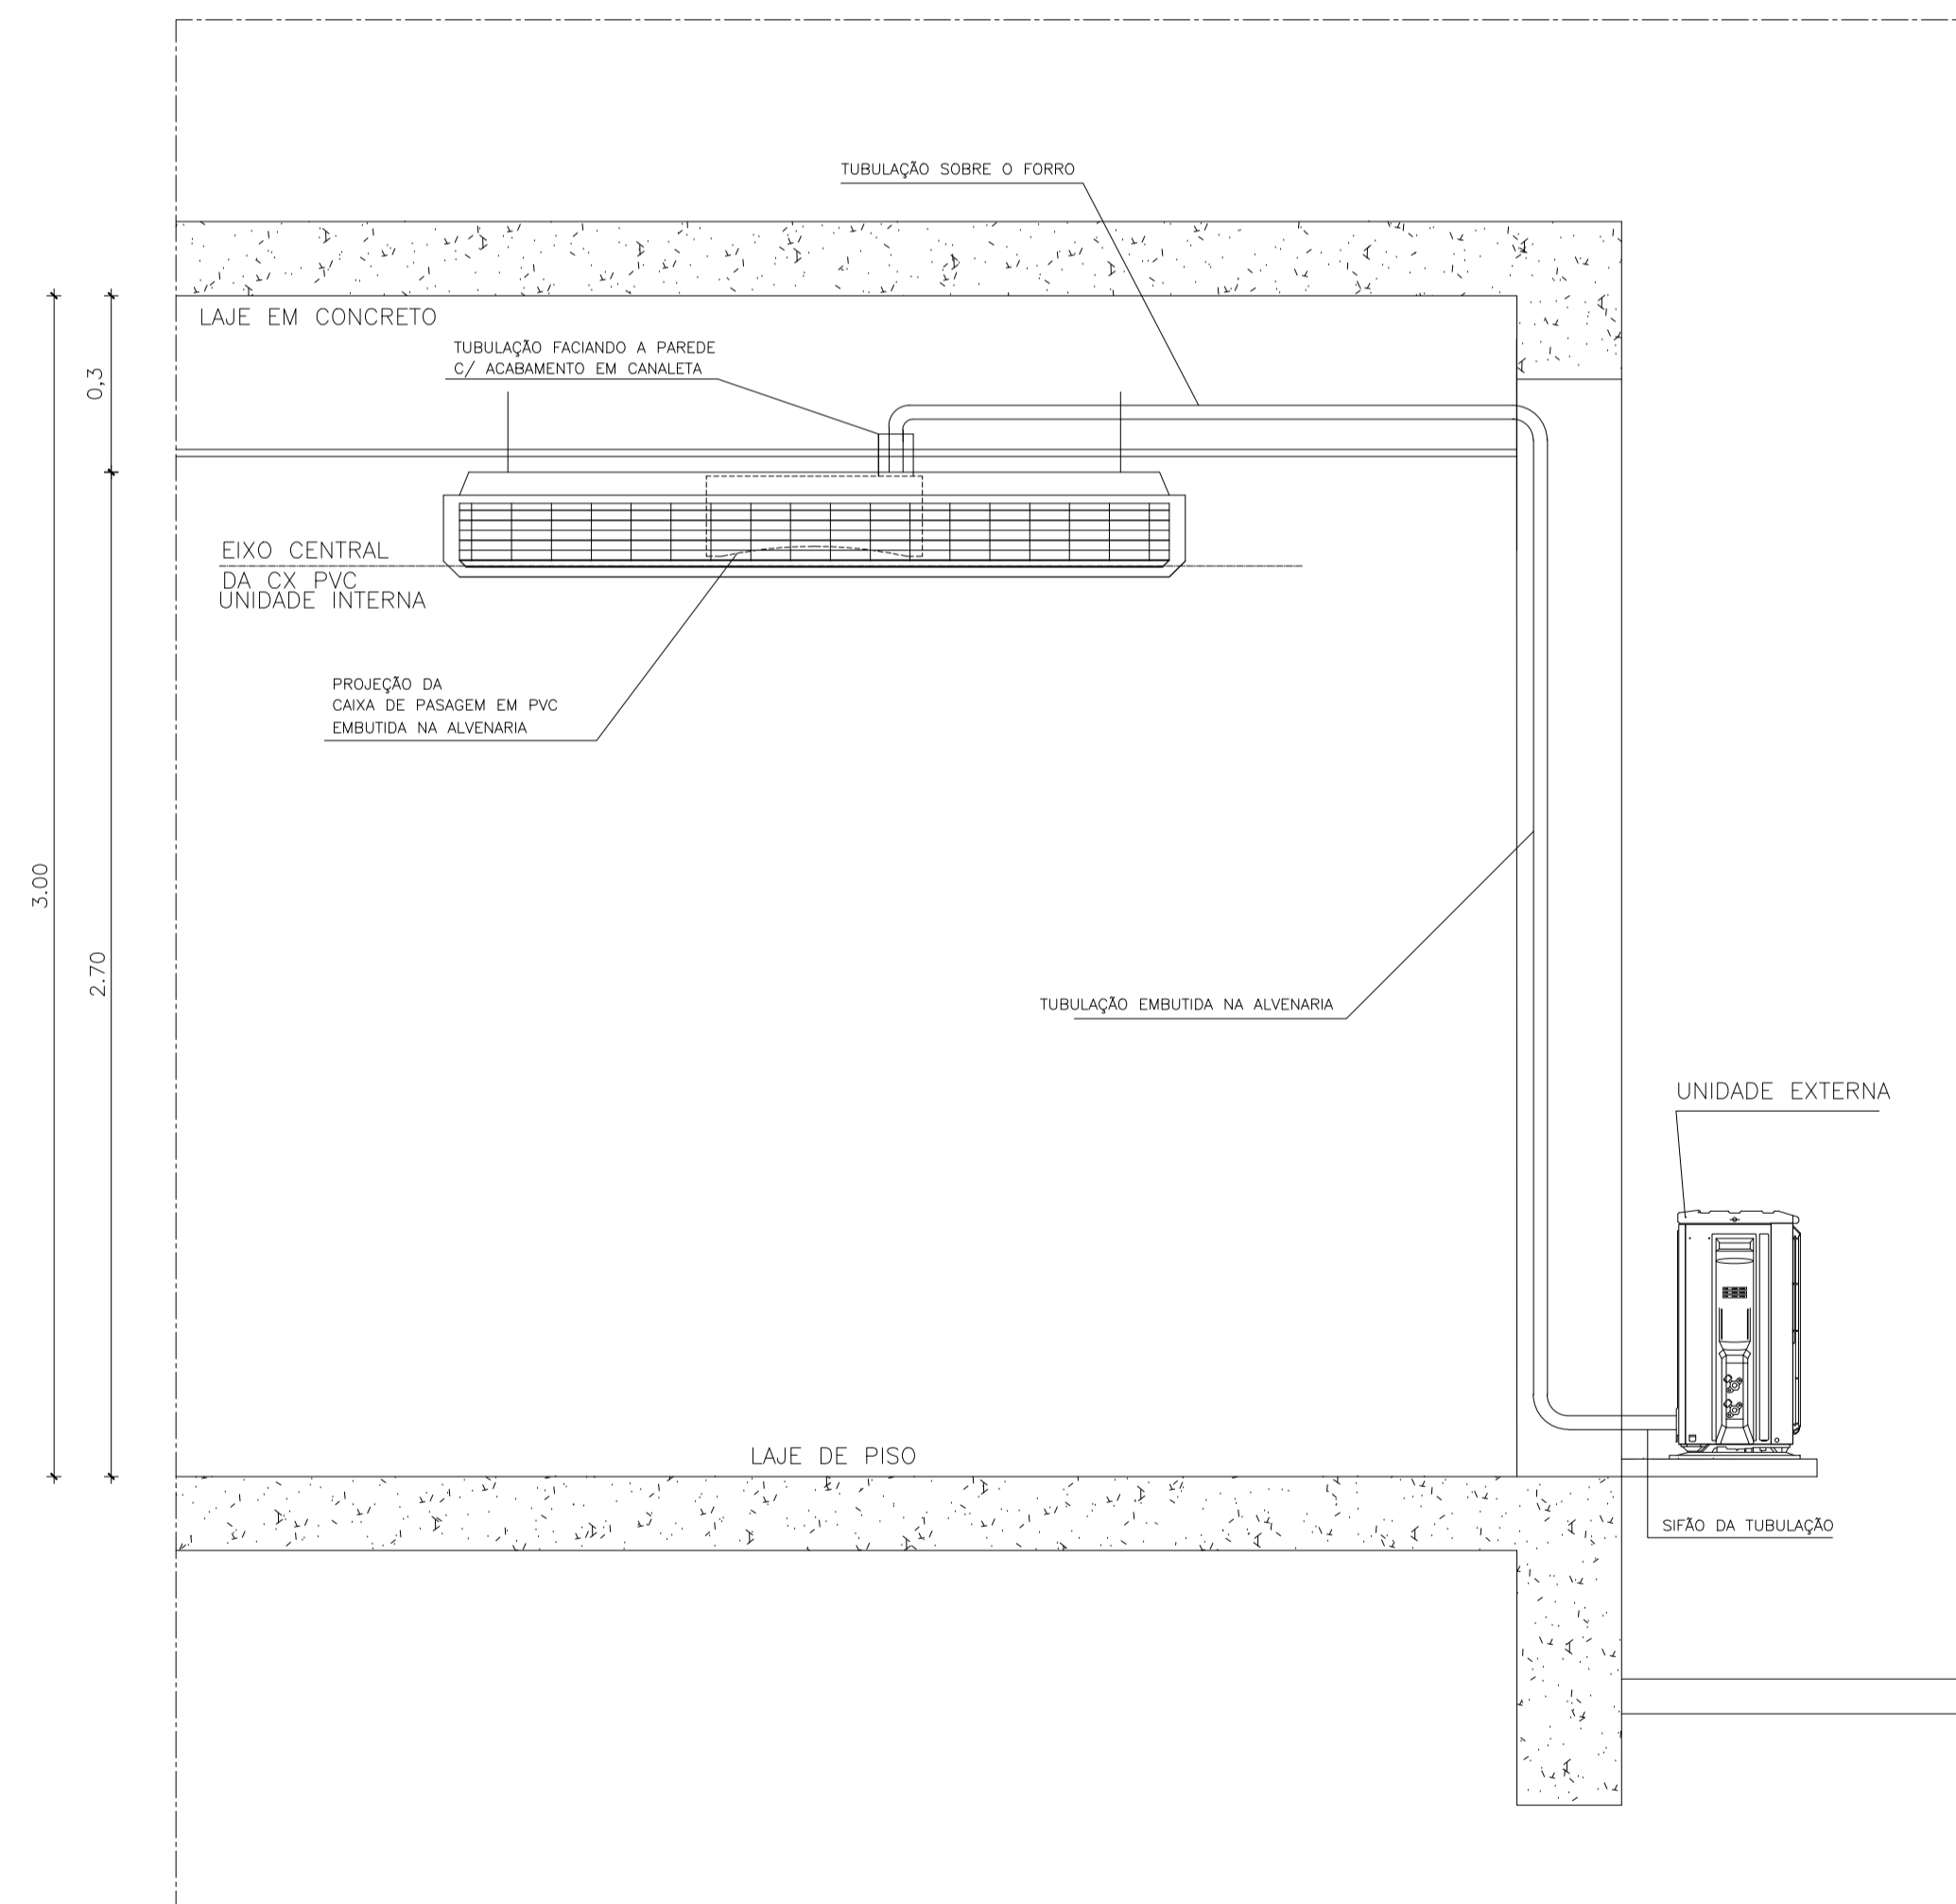 TUBULAÇÃO SOBRE O FORRO
LAJE EM CONCRETO
TUBULAÇÃO FACIANDO A PAREDE
C/ ACABAMENTO EM CANALETA
0,3
EIXO CENTRAL
DA CX PVC
UNIDADE INTERNA
PROJEÇÃO DA
CAIXA DE PASAGEM EM PVC
EMBUTIDA NA ALVENARIA
3.00
2.70
TUBULAÇÃO EMBUTIDA NA ALVENARIA
UNIDADE EXTERNA
LAJE DE PISO
SIFÃO DA TUBULAÇÃO